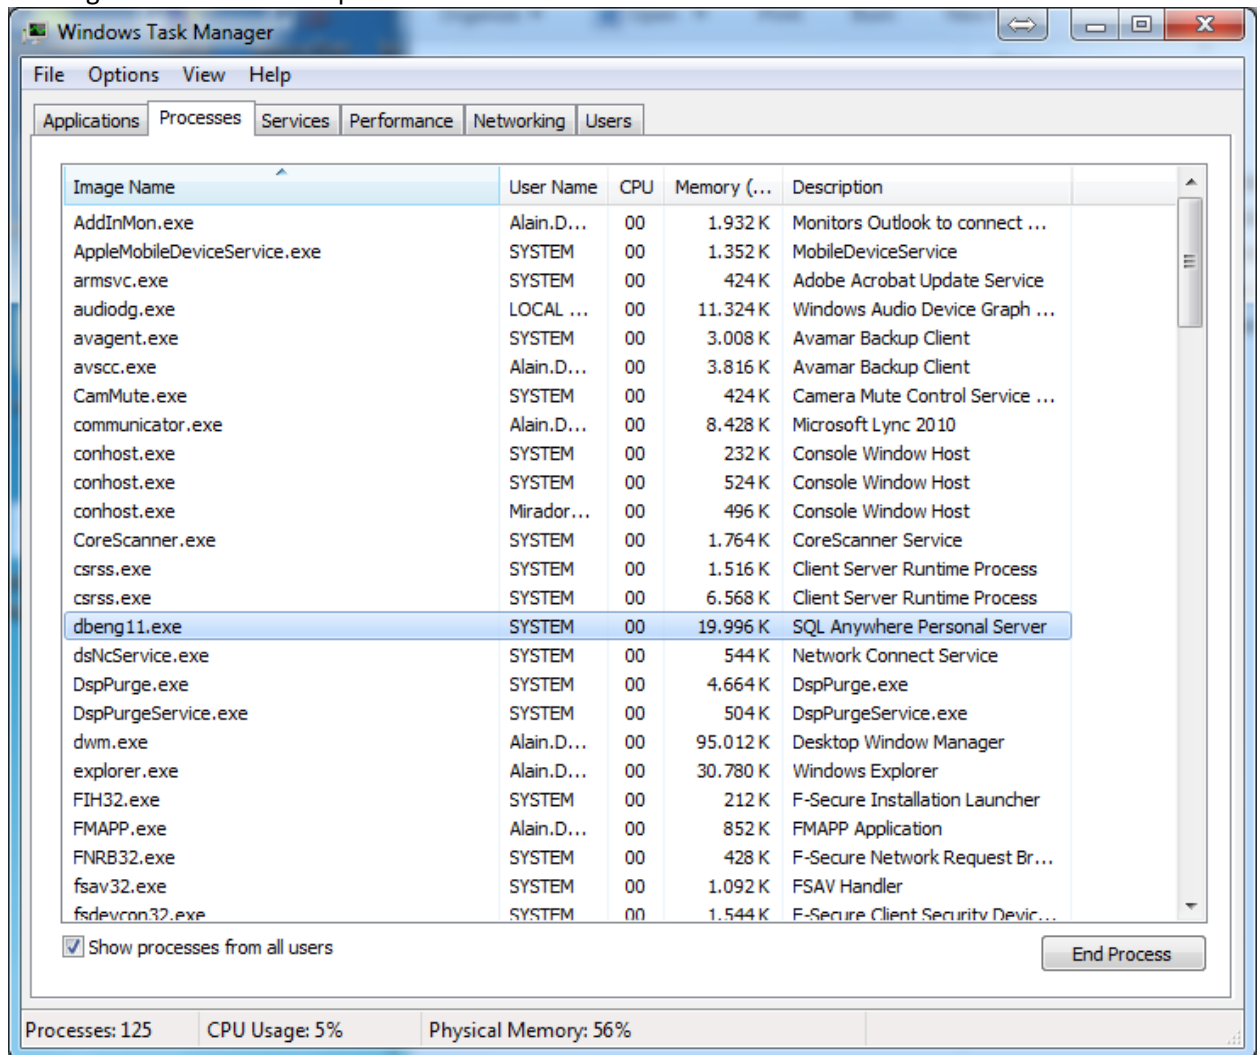 Windows Task Manager
File Options View Help
Applications Processes Services Performance Networking Users
Image Name User Name CPU Memory (... Description
AddInMon.exe Alain.D... 00 1.932 K Monitors Outlook to connect ...
AppleMobileDeviceService.exe SYSTEM 00 1.352 K MobileDeviceService
armsvc.exe SYSTEM 00 424 K Adobe Acrobat Update Service
audiodg.exe LOCAL ... 00 11.324 K Windows Audio Device Graph ...
avagent.exe SYSTEM 00 3.008 K Avamar Backup Client
avscc.exe Alain.D... 00 3.816 K Avamar Backup Client
CamMute.exe SYSTEM 00 424 K Camera Mute Control Service ...
communicator.exe Alain.D... 00 8.428 K Microsoft Lync 2010
conhost.exe SYSTEM 00 232 K Console Window Host
conhost.exe SYSTEM 00 524 K Console Window Host
conhost.exe Mirador... 00 496 K Console Window Host
CoreScanner.exe SYSTEM 00 1.764 K CoreScanner Service
csrss.exe SYSTEM 00 1.516 K Client Server Runtime Process
csrss.exe SYSTEM 00 6.568 K Client Server Runtime Process
dbeng11.exe SYSTEM 00 19.996 K SQL Anywhere Personal Server
dsNcService.exe SYSTEM 00 544 K Network Connect Service
DspPurge.exe SYSTEM 00 4.664 K DspPurge.exe
DspPurgeService.exe SYSTEM 00 504 K DspPurgeService.exe
dwm.exe Alain.D... 00 95.012 K Desktop Window Manager
explorer.exe Alain.D... 00 30.780 K Windows Explorer
FIH32.exe SYSTEM 00 212 K F-Secure Installation Launcher
FMAPP.exe Alain.D... 00 852 K FMAPP Application
FNRB32.exe SYSTEM 00 428 K F-Secure Network Request Br...
fsav32.exe SYSTEM 00 1.092 K FSAV Handler
fsdevcon32.exe SYSTEM 00 1.544 K F-Secure Client Security Devic...
Show processes from all users
End Process
Processes: 125 CPU Usage: 5% Physical Memory: 56%